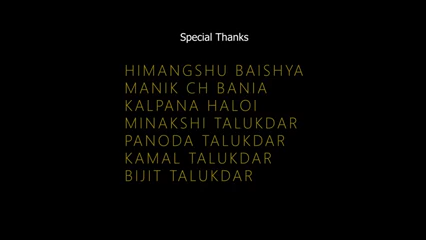 Special Thanks
HIMANGSHU BAISHYA
MANIK CH BANIA
KALPANA HALOI
MINAKSHI TALUKDAR
PANODA TALUKDAR
KAMAL TALUKDAR
BIJIT TALUKDAR